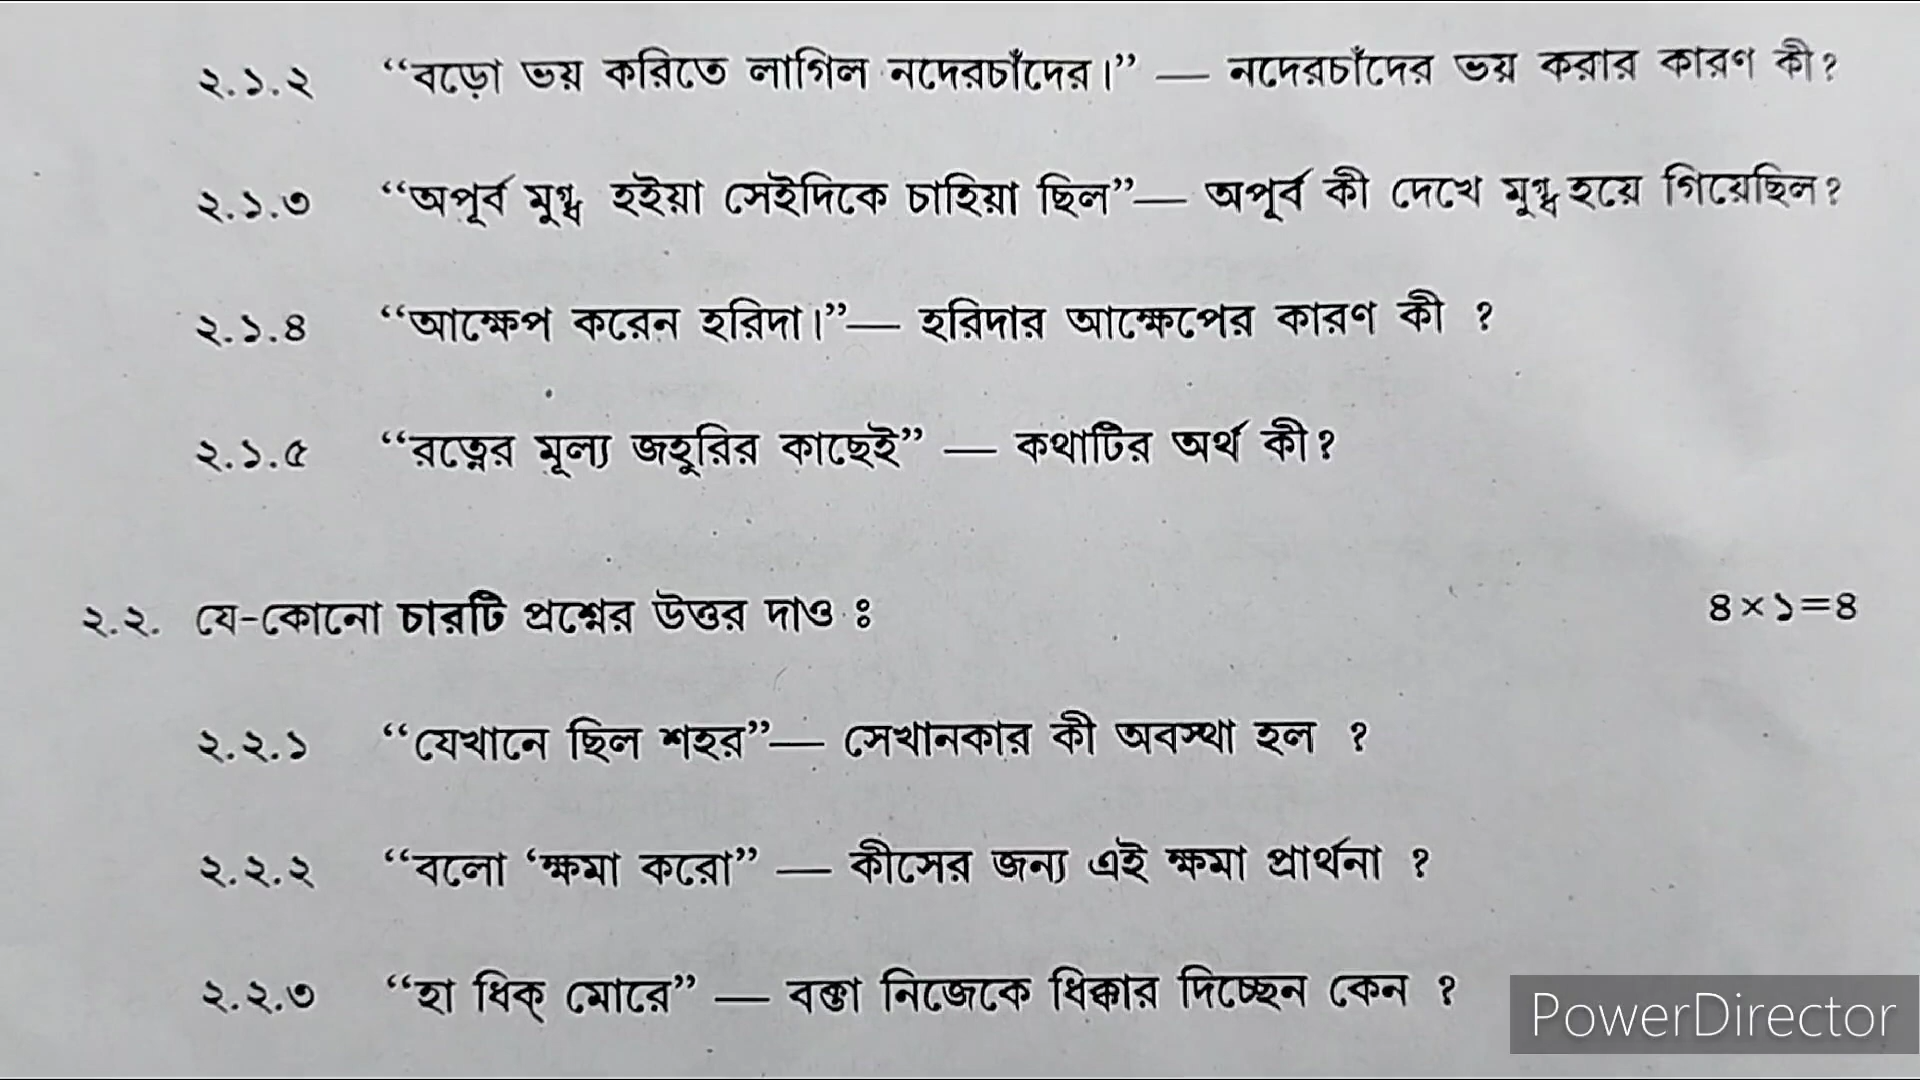 ২.১.২ “বড়ো ভয় করিতে লাগিল নদেরচাঁদের।” — নদেরচাঁদের ভয় করার কারণ কী?
২.১.৩ “অপূর্ব মুগ্ধ হইয়া সেইদিকে চাহিয়া ছিল”— অপূর্ব কী দেখে মুগ্ধ হয়ে গিয়েছিল?
২.১.৪ “আক্ষেপ করেন হরিদা।”— হরিদার আক্ষেপের কারণ কী ?
২.১.৫ “রত্নের মূল্য জহুরির কাছেই” — কথাটির অর্থ কী?
২.২. যে-কোনো চারটি প্রশ্নের উত্তর দাও : ৪×১=৪
২.২.১ “যেখানে ছিল শহর”— সেখানকার কী অবস্থা হল ?
২.২.২ “বলো ‘ক্ষমা করো” — কীসের জন্য এই ক্ষমা প্রার্থনা ?
২.২.৩ “হা ধিক্ মোরে” — বক্তা নিজেকে ধিক্কার দিচ্ছেন কেন ?
PowerDirector